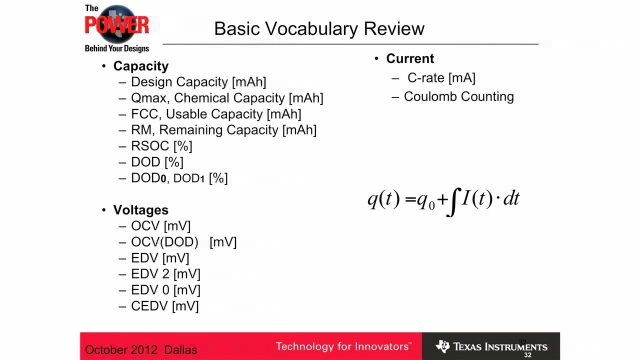 The
POWER
Behind Your Designs
Basic Vocabulary Review
• Capacity
– Design Capacity [mAh]
– Qmax, Chemical Capacity [mAh]
– FCC, Usable Capacity [mAh]
– RM, Remaining Capacity [mAh]
– RSOC [%]
– DOD [%]
– DOD0, DOD1 [%]
• Voltages
– OCV [mV]
– OCV(DOD) [mV]
– EDV [mV]
– EDV 2 [mV]
– EDV 0 [mV]
– CEDV [mV]
• Current
– C-rate [mA]
– Coulomb Counting
q(t) = q₀ + ∫ I(t) · dt
October 2012 Dallas
Technology for Innovators™
TEXAS INSTRUMENTS
32